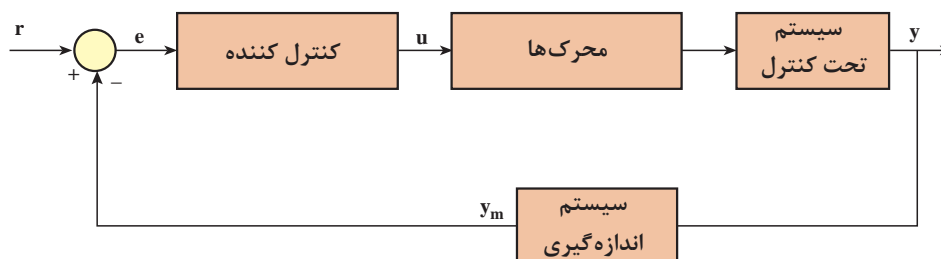 r
+
−
e
کنترل کننده
u
محرک‌ها
سیستم
تحت کنترل
y
yₘ
سیستم
اندازه‌گیری